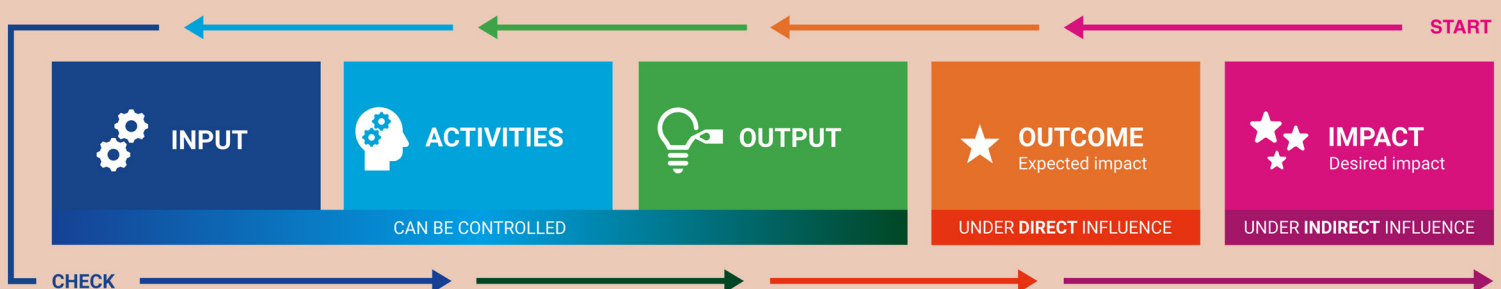 START
INPUT
ACTIVITIES
OUTPUT
OUTCOME
Expected impact
IMPACT
Desired impact
CAN BE CONTROLLED
UNDER DIRECT INFLUENCE
UNDER INDIRECT INFLUENCE
CHECK